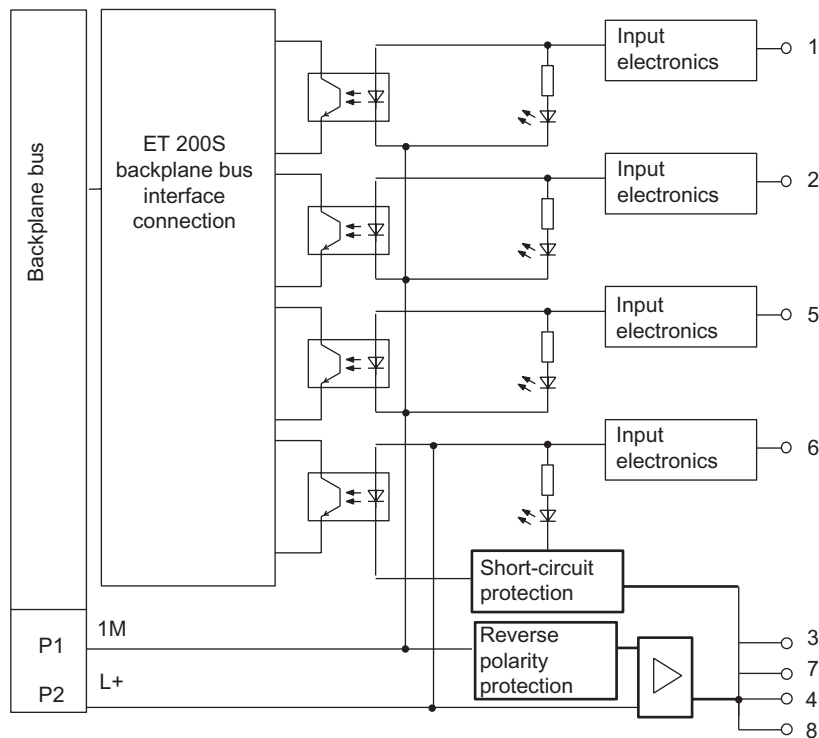 Backplane bus
ET 200S
backplane bus
interface
connection
Input
electronics
1
Input
electronics
2
Input
electronics
5
Input
electronics
6
Short-circuit
protection
P1
1M
Reverse
polarity
protection
3
7
P2
L+
4
8